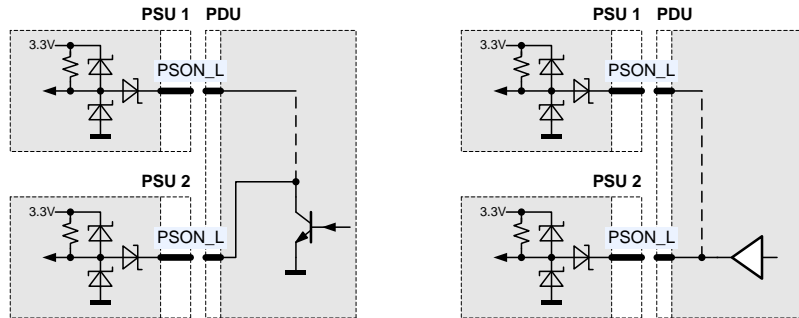 PSU 1 PDU
3.3V
PSON_L
PSU 2
3.3V
PSON_L
PSU 1 PDU
3.3V
PSON_L
PSU 2
3.3V
PSON_L